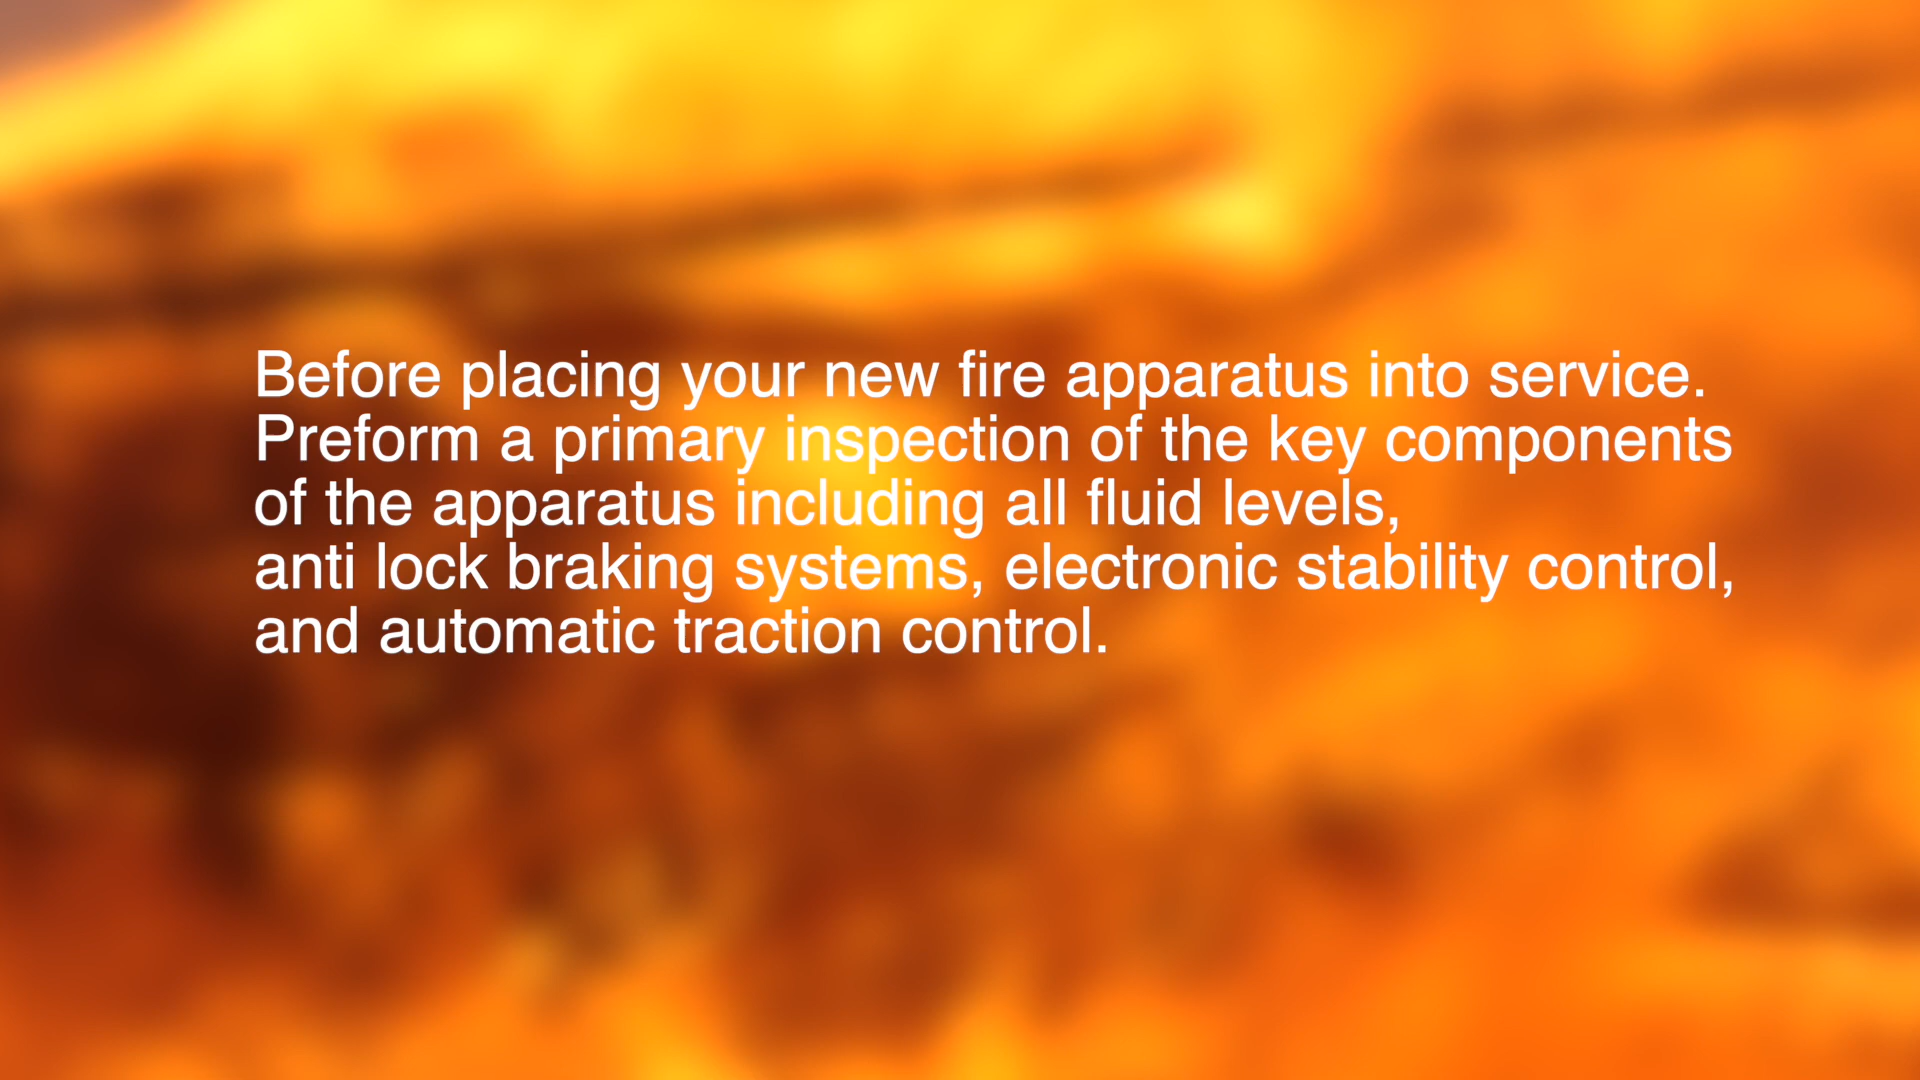 Before placing your new fire apparatus into service.
Preform a primary inspection of the key components
of the apparatus including all fluid levels,
anti lock braking systems, electronic stability control,
and automatic traction control.